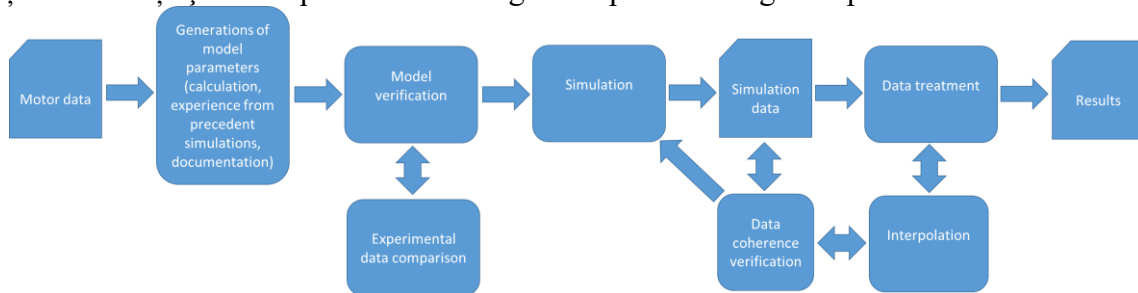 Motor data
Generations of
model
parameters
(calculation,
experience from
precedent
simulations,
documentation)
Model
verification
Simulation
Simulation
data
Data treatment
Results
Experimental
data comparison
Data
coherence
verification
Interpolation